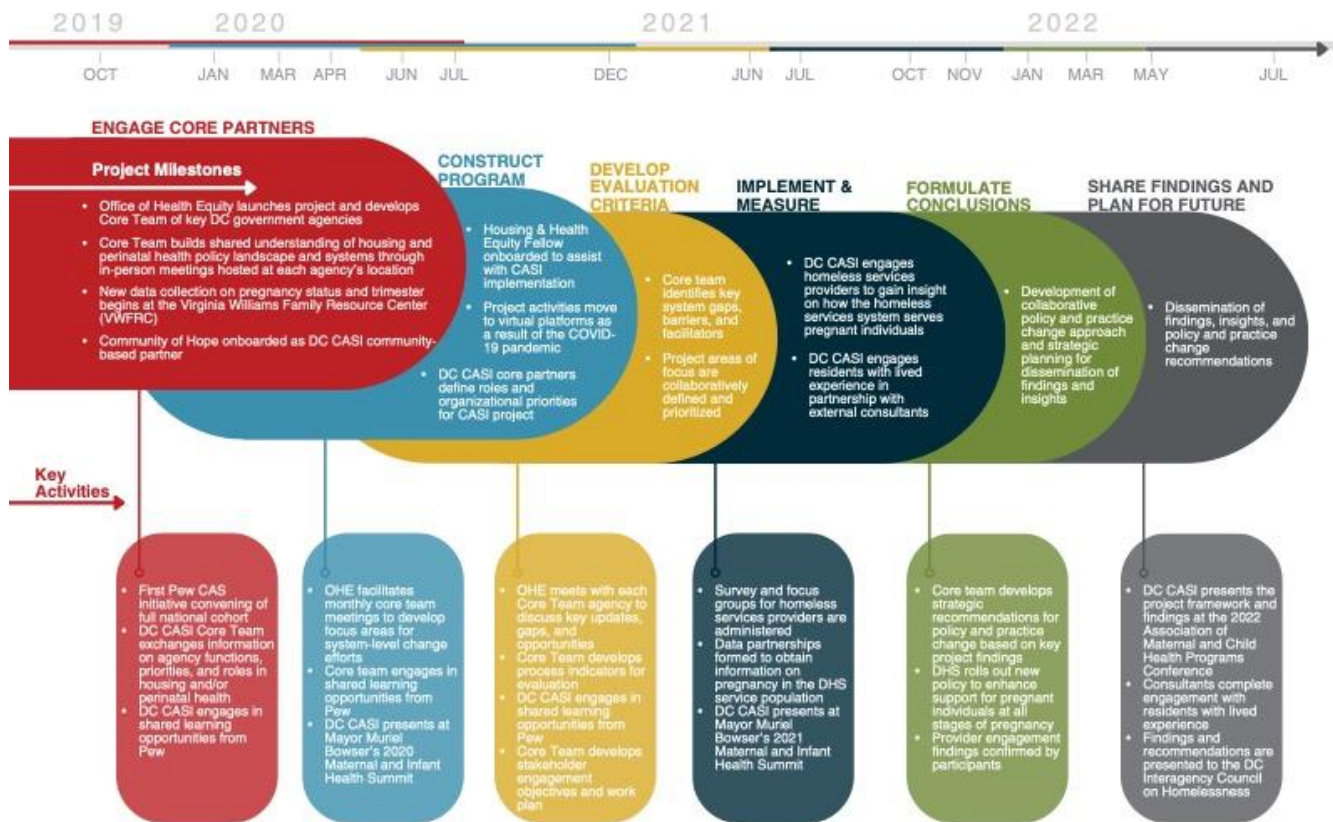 2019
2020
2021
2022
OCT
JAN
MAR
APR
JUN
JUL
DEC
JUN
JUL
OCT
NOV
JAN
MAR
MAY
JUL
ENGAGE CORE PARTNERS
Project Milestones
• Office of Health Equity launches project and develops
Core Team of key DC government agencies
• Core Team builds shared understanding of housing and
perinatal health policy landscape and systems through
in-person meetings hosted at each agency's location
• New data collection on pregnancy status and trimester
begins at the Virginia Williams Family Resource Center
(VWFRC)
• Community of Hope onboarded as DC CASI community-
based partner
CONSTRUCT
PROGRAM
• Housing & Health
Equity Fellow
onboarded to assist
with CASI
implementation
• Project activities move
to virtual platforms as
a result of the COVID-
19 pandemic
• DC CASI core partners
define roles and
organizational priorities
for CASI project
DEVELOP
EVALUATION
CRITERIA
• Core team
identifies key
system gaps,
barriers, and
facilitators
• Project areas of
focus are
collaboratively
defined and
prioritized
IMPLEMENT &
MEASURE
• DC CASI engages
homeless services
providers to gain insight
on how the homeless
services system serves
pregnant individuals
• DC CASI engages
residents with lived
experience in
partnership with
external consultants
FORMULATE
CONCLUSIONS
• Development of
collaborative
policy and practice
change approach
and strategic
planning for
dissemination of
findings and
insights
SHARE FINDINGS AND
PLAN FOR FUTURE
• Dissemination of
findings, insights, and
policy and practice
change
recommendations
Key
Activities
• First Pew CAS
initiative convening of
full national cohort
• DC CASI Core Team
exchanges information
on agency functions,
priorities, and roles in
housing and/or
perinatal health
• DC CASI engages in
shared learning
opportunities from
Pew
• OHE facilitates
monthly core team
meetings to develop
focus areas for
system-level change
efforts
• Core team engages in
shared learning
opportunities from
Pew
• DC CASI presents at
Mayor Muriel
Bowser's 2020
Maternal and Infant
Health Summit
• OHE meets with each
Core Team agency to
discuss key updates,
gaps, and
opportunities
• Core Team develops
process indicators for
evaluation
• DC CASI engages in
shared learning
opportunities from
Pew
• Core Team develops
stakeholder
engagement
objectives and work
plan
• Survey and focus
groups for homeless
services providers are
administered
• Data partnerships
formed to obtain
information on
pregnancy in the DHS
service population
• DC CASI presents at
Mayor Muriel
Bowser's 2021
Maternal and Infant
Health Summit
• Core team develops
strategic
recommendations for
policy and practice
change based on key
project findings
• DHS rolls out new
policy to enhance
support for pregnant
individuals at all
stages of pregnancy
• Provider engagement
findings confirmed by
participants
• DC CASI presents the
project framework and
findings at the 2022
Association of
Maternal and Child
Health Programs
Conference
• Consultants complete
engagement with
residents with lived
experience
• Findings and
recommendations are
presented to the DC
Interagency Council
on Homelessness